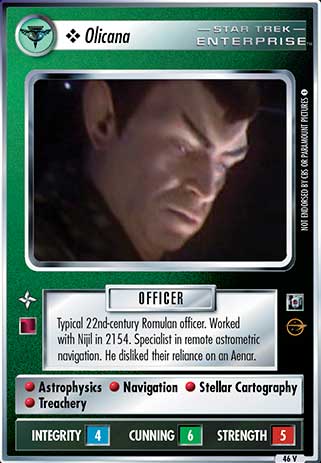 ❖ Olicana
STAR TREK
ENTERPRISE™
NOT ENDORSED BY CBS OR PARAMOUNT PICTURES
OFFICER
Typical 22nd-century Romulan officer. Worked
with Nijil in 2154. Specialist in remote astrometric
navigation. He disliked their reliance on an Aenar.
• Astrophysics • Navigation • Stellar Cartography
• Treachery
INTEGRITY 4 CUNNING 6 STRENGTH 5
46 V